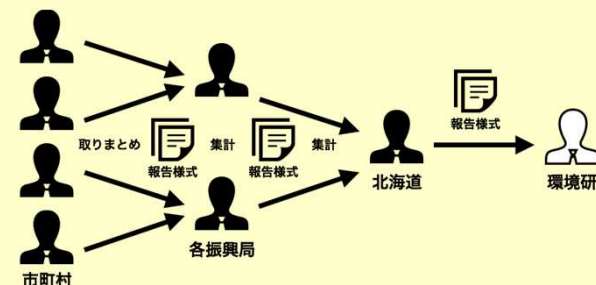 報告様式
取りまとめ
報告様式
集計
報告様式
集計
北海道
環境研
各振興局
市町村